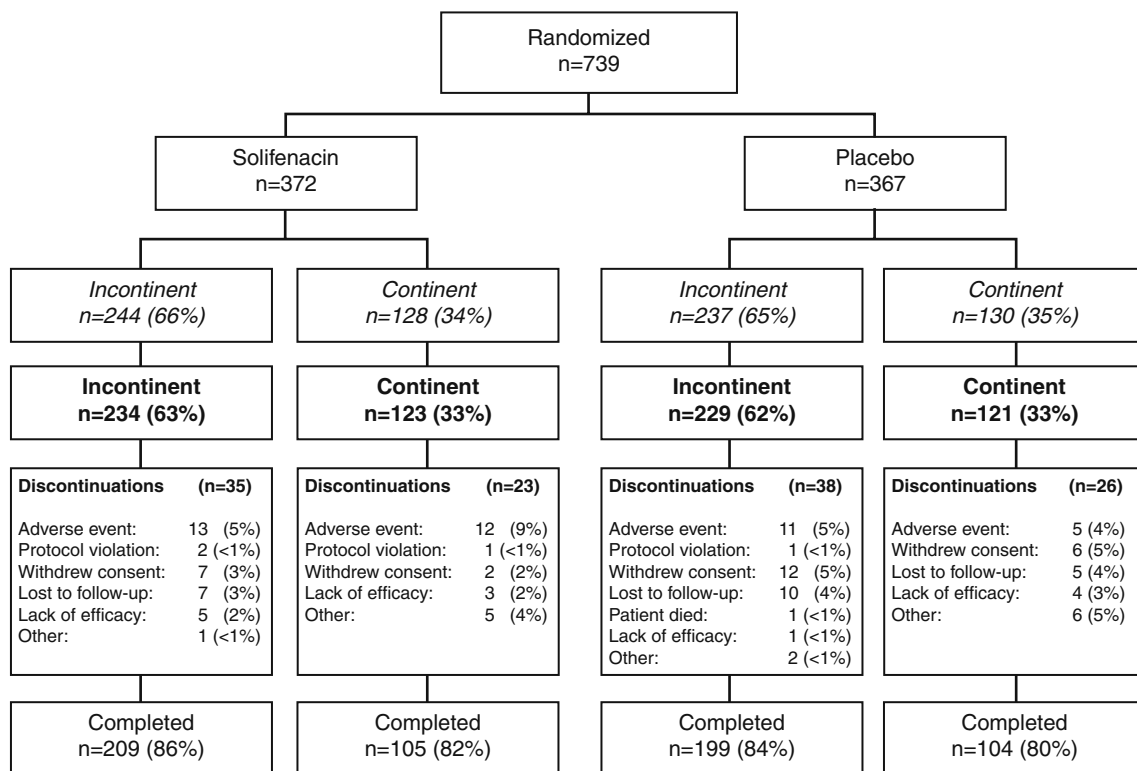 Randomized
n=739
Solifenacin
n=372
Placebo
n=367
Incontinent
n=244 (66%)
Continent
n=128 (34%)
Incontinent
n=237 (65%)
Continent
n=130 (35%)
Incontinent
n=234 (63%)
Continent
n=123 (33%)
Incontinent
n=229 (62%)
Continent
n=121 (33%)
Discontinuations (n=35)
Adverse event: 13 (5%)
Protocol violation: 2 (<1%)
Withdrew consent: 7 (3%)
Lost to follow-up: 7 (3%)
Lack of efficacy: 5 (2%)
Other: 1 (<1%)
Discontinuations (n=23)
Adverse event: 12 (9%)
Protocol violation: 1 (<1%)
Withdrew consent: 2 (2%)
Lack of efficacy: 3 (2%)
Other: 5 (4%)
Discontinuations (n=38)
Adverse event: 11 (5%)
Protocol violation: 1 (<1%)
Withdrew consent: 12 (5%)
Lost to follow-up: 10 (4%)
Patient died: 1 (<1%)
Lack of efficacy: 1 (<1%)
Other: 2 (<1%)
Discontinuations (n=26)
Adverse event: 5 (4%)
Withdrew consent: 6 (5%)
Lost to follow-up: 5 (4%)
Lack of efficacy: 4 (3%)
Other: 6 (5%)
Completed
n=209 (86%)
Completed
n=105 (82%)
Completed
n=199 (84%)
Completed
n=104 (80%)